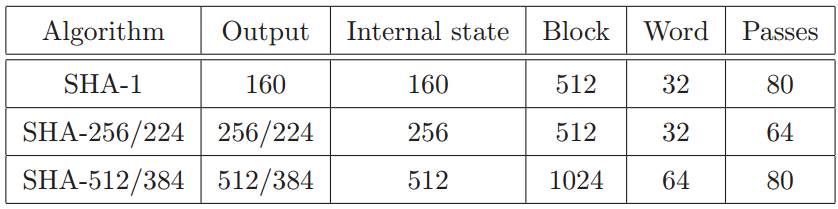 Algorithm Output Internal state Block Word Passes
SHA-1 160 160 512 32 80
SHA-256/224 256/224 256 512 32 64
SHA-512/384 512/384 512 1024 64 80